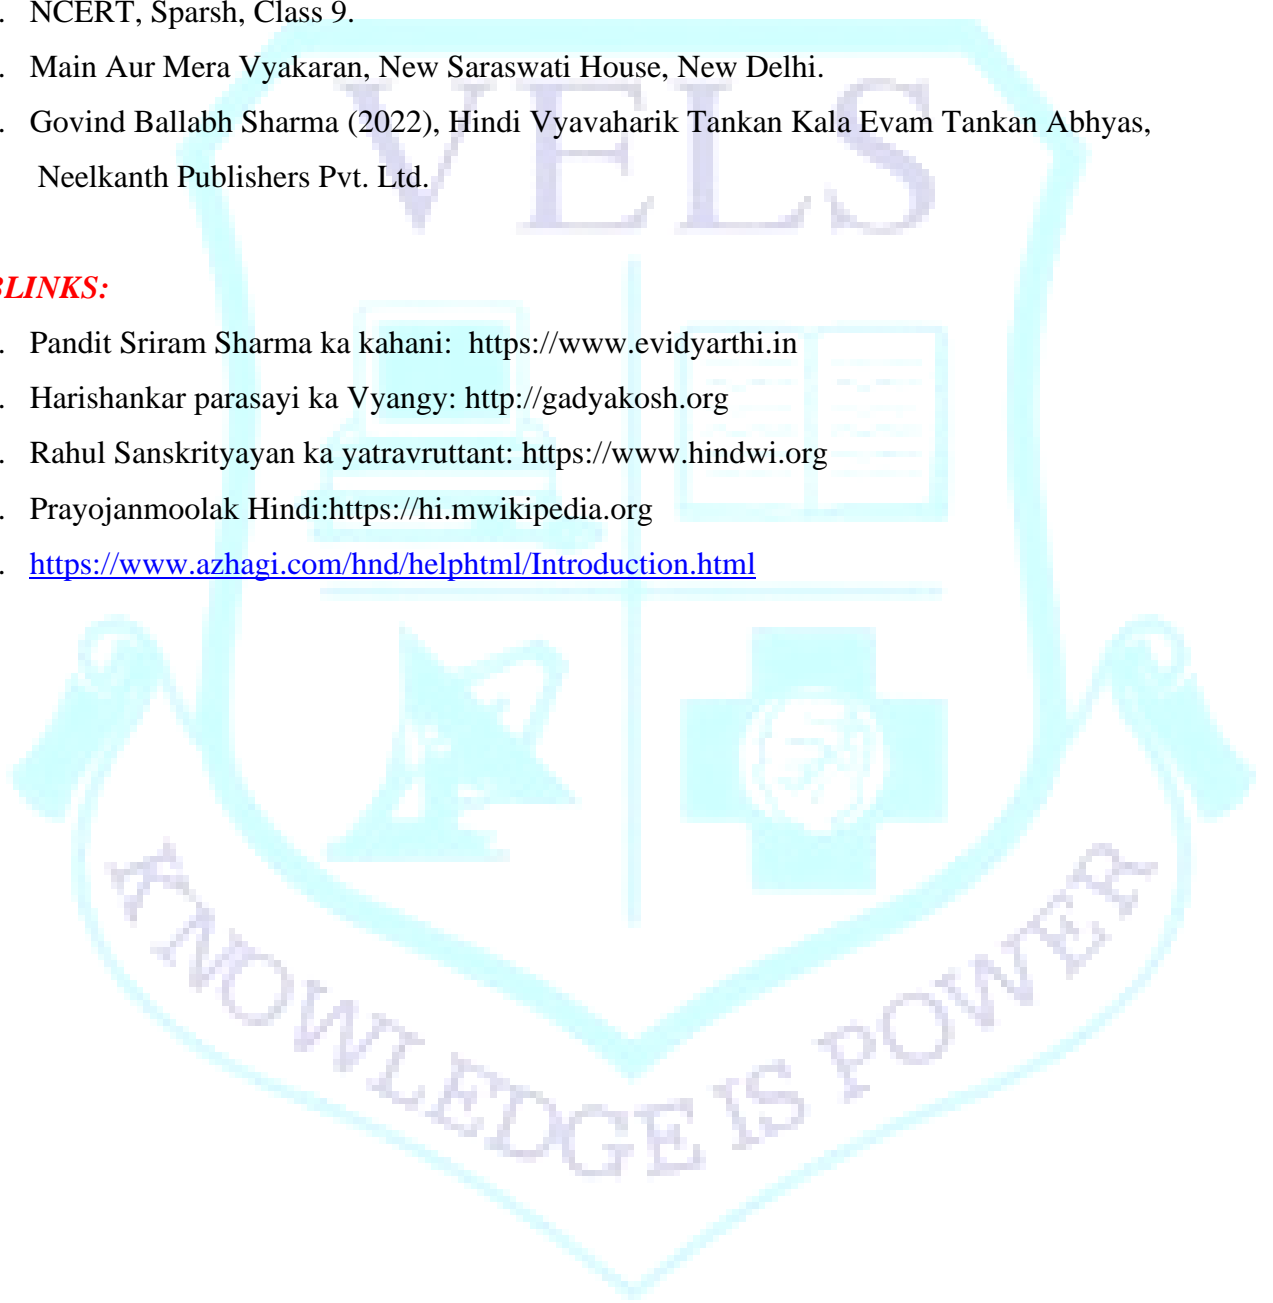 . NCERT, Sparsh, Class 9.
. Main Aur Mera Vyakaran, New Saraswati House, New Delhi.
. Govind Ballabh Sharma (2022), Hindi Vyavaharik Tankan Kala Evam Tankan Abhyas,
Neelkanth Publishers Pvt. Ltd.
VELS
BLINKS:
. Pandit Sriram Sharma ka kahani: https://www.evidyarthi.in
. Harishankar parasayi ka Vyangy: http://gadyakosh.org
. Rahul Sanskrityayan ka yatravruttant: https://www.hindwi.org
. Prayojanmoolak Hindi:https://hi.mwikipedia.org
. https://www.azhagi.com/hnd/helphtml/Introduction.html
KNOWLEDGE IS POWER